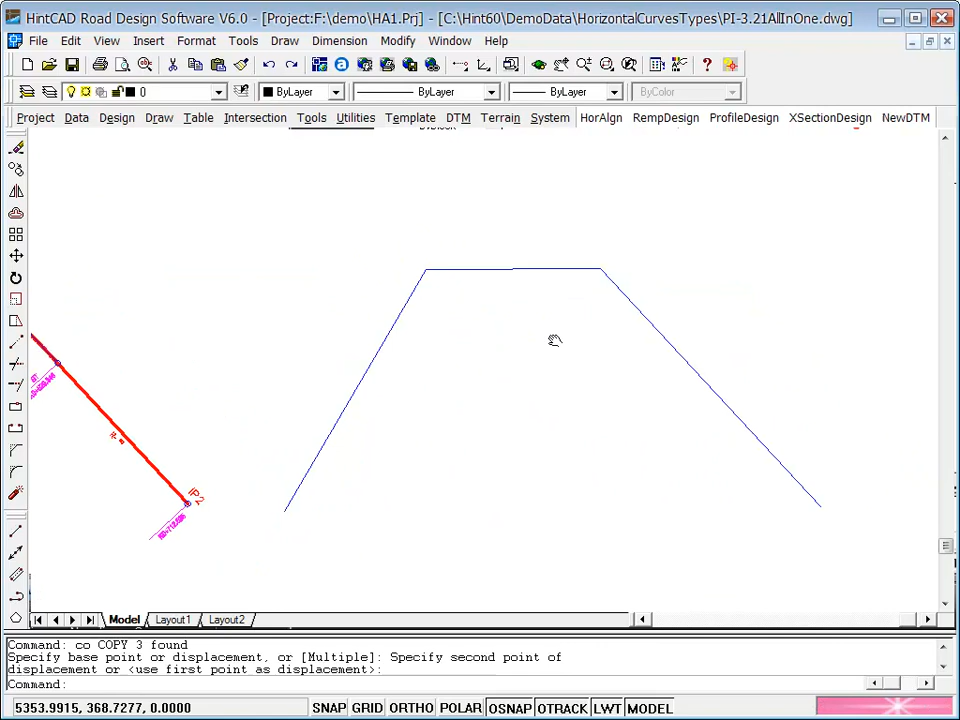 HintCAD Road Design Software V6.0 - [Project:F:\demo\HA1.Prj] - [C:\Hint60\DemoData\HorizontalCurvesTypes\PI-3.21AllInOne.dwg]
File Edit View Insert Format Tools Draw Dimension Modify Window Help
0 ByLayer ByLayer ByLayer ByColor
Project Data Design Draw Table Intersection Tools Utilities Template DTM Terrain System HorAlgn RempDesign ProfileDesign XSectionDesign NewDTM
Model Layout1 Layout2
Command: co COPY 3 found
Specify base point or displacement, or [Multiple]: Specify second point of
displacement or <use first point as displacement>:
Command:
5353.9915, 368.7277, 0.0000 SNAP GRID ORTHO POLAR OSNAP OTRACK LWT MODEL